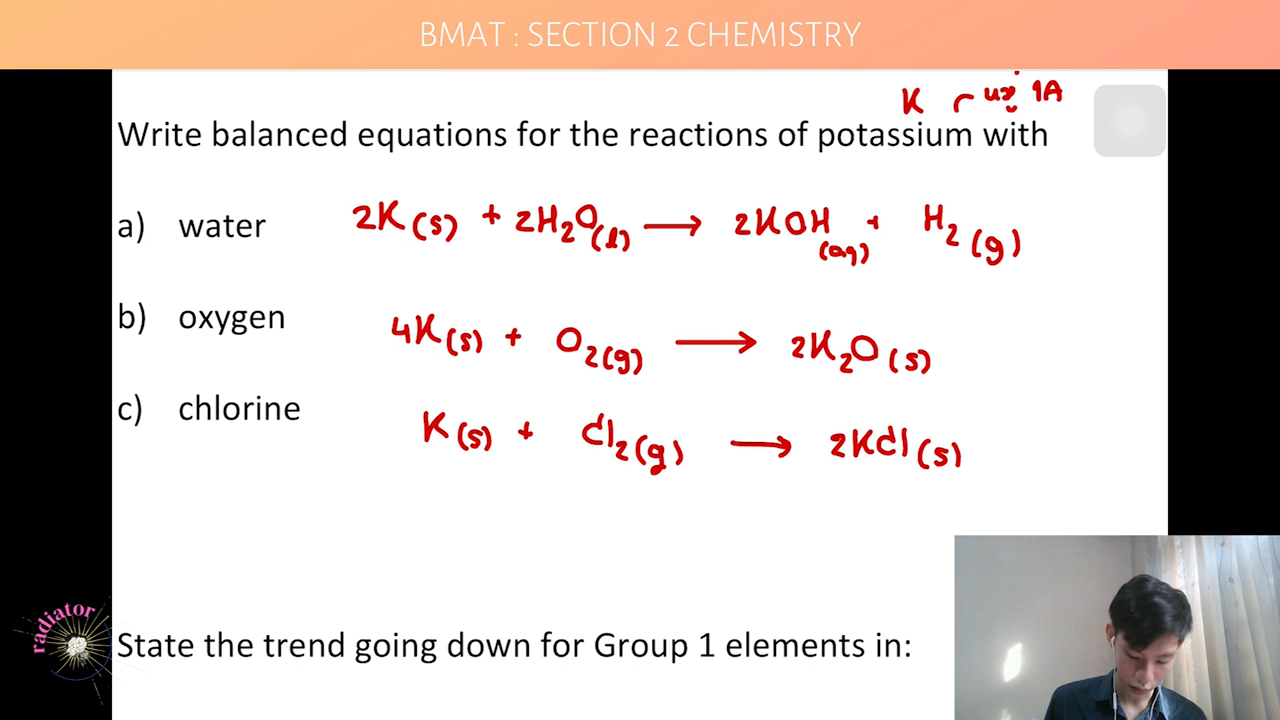 BMAT : SECTION 2 CHEMISTRY
K 1A
Write balanced equations for the reactions of potassium with
a) water 2K(s) + 2H₂O(l) ⟶ 2KOH(aq) + H₂(g)
b) oxygen 4K(s) + O₂(g) ⟶ 2K₂O(s)
c) chlorine K(s) + Cl₂(g) ⟶ 2KCl(s)
radiator
State the trend going down for Group 1 elements in: